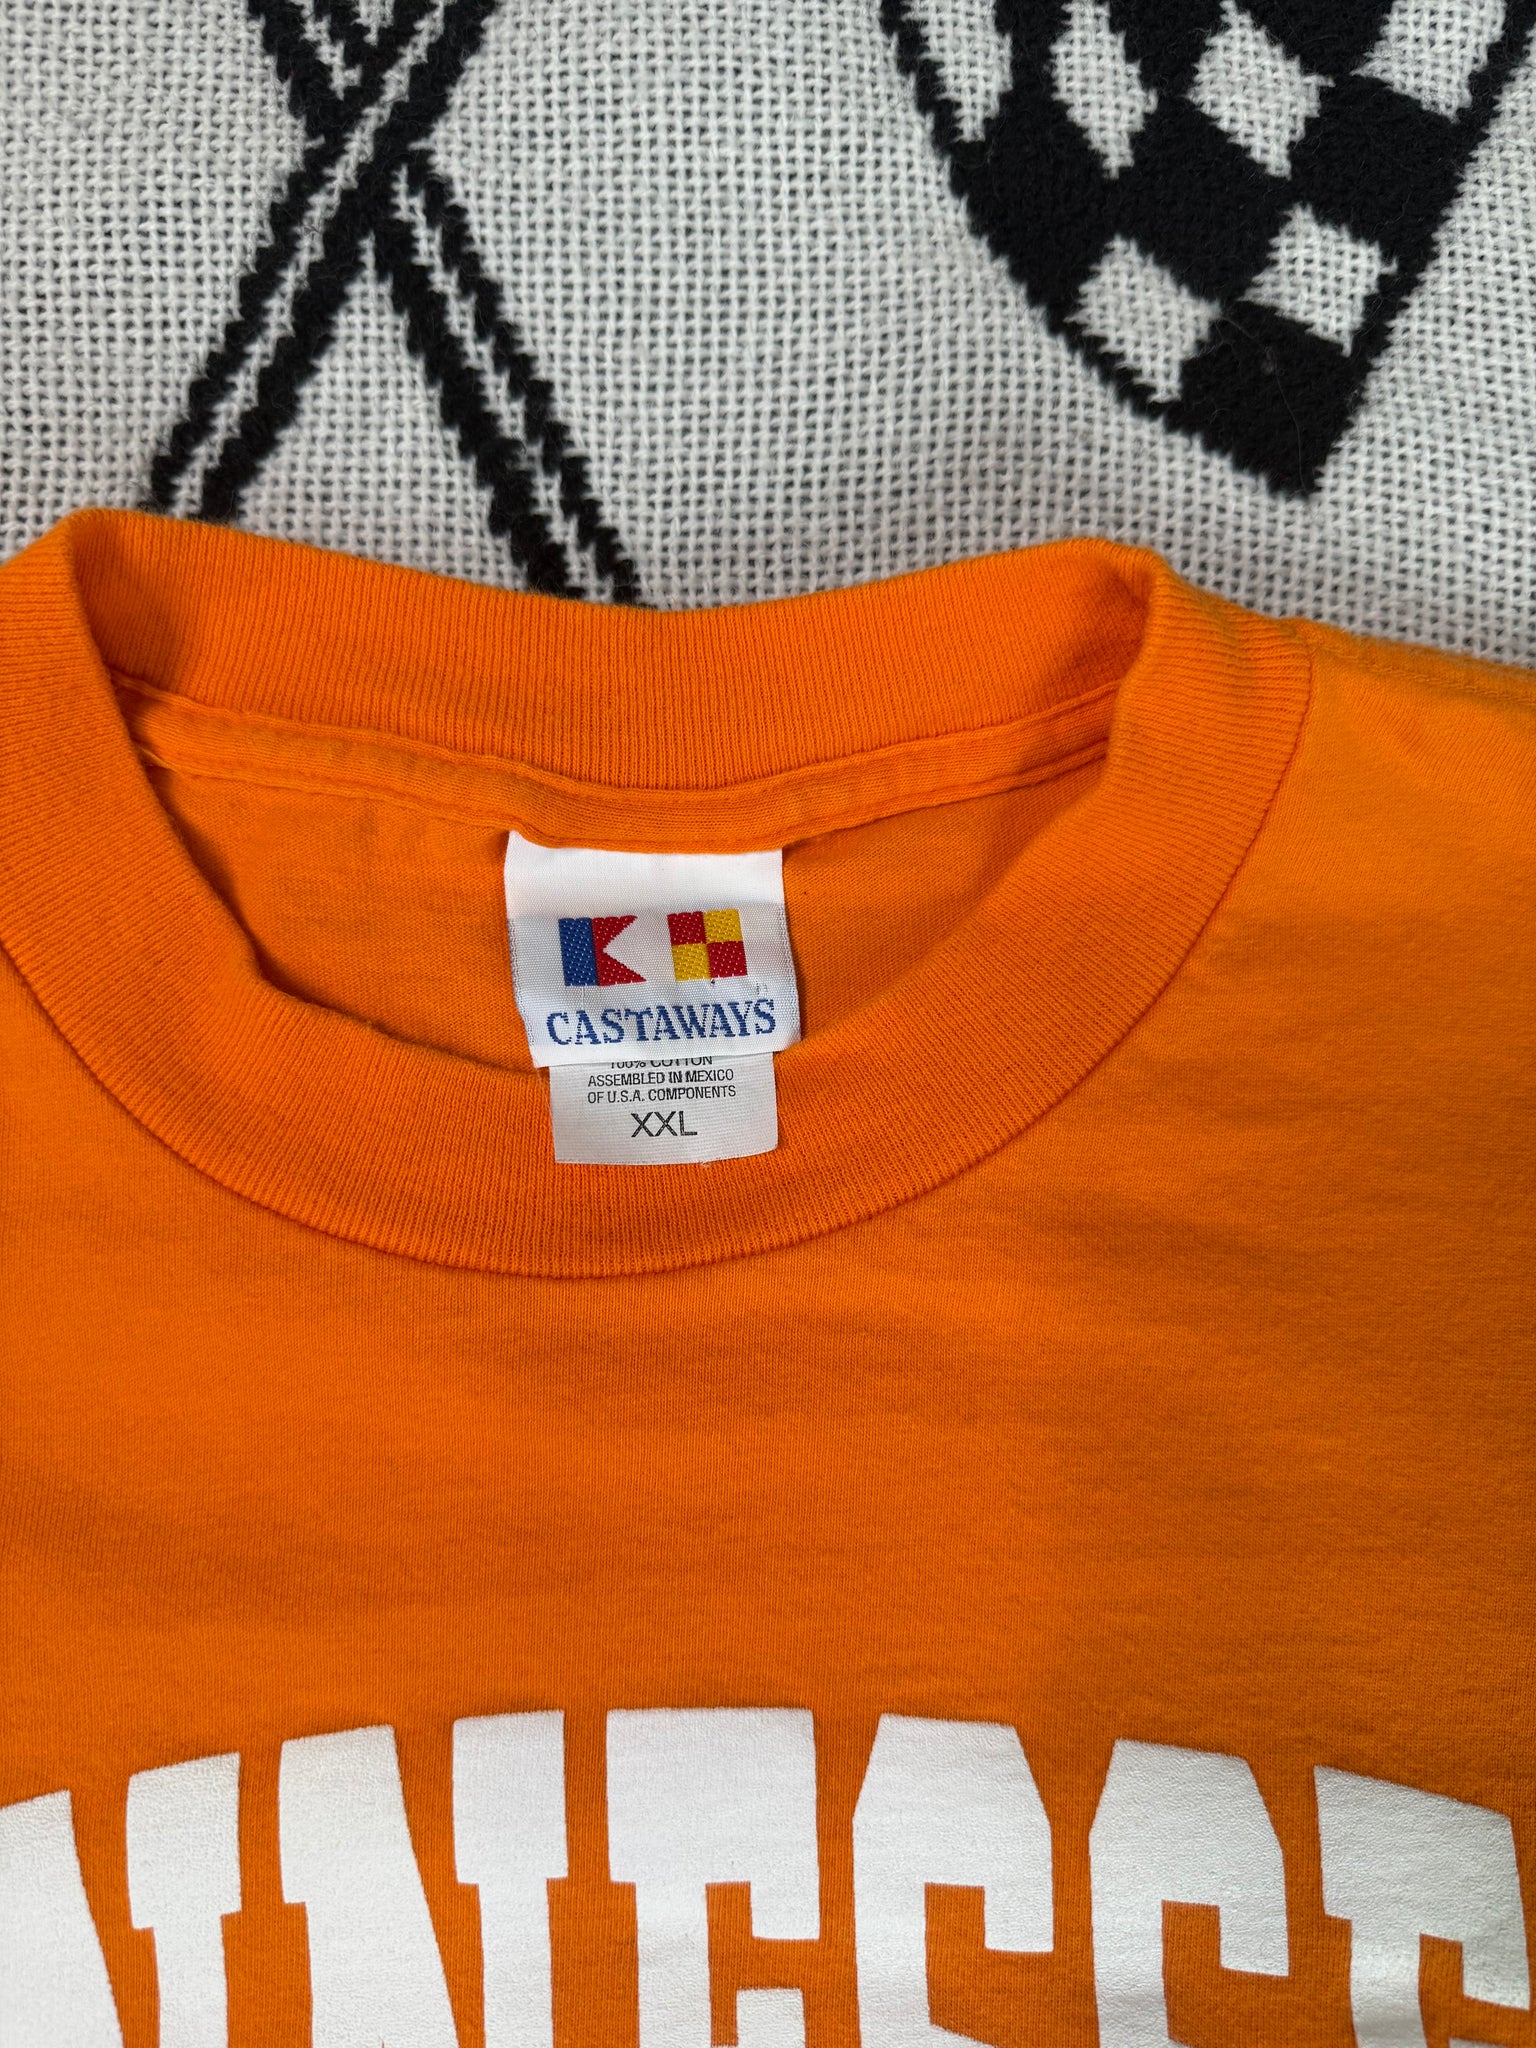 CASTAWAYS
100% COTTON
ASSEMBLED IN MEXICO
OF U.S.A. COMPONENTS
XXL
NNESSE